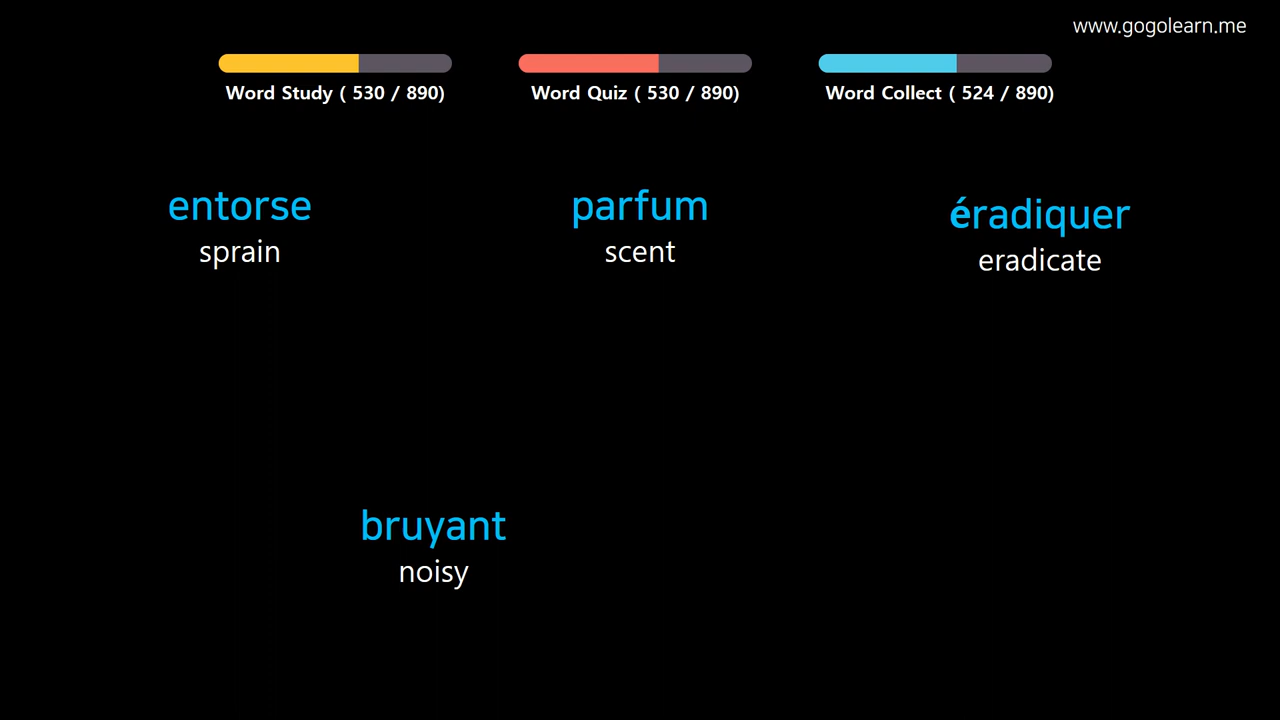 www.gogolearn.me
Word Study ( 530 / 890)
Word Quiz ( 530 / 890)
Word Collect ( 524 / 890)
entorse
sprain
parfum
scent
éradiquer
eradicate
bruyant
noisy